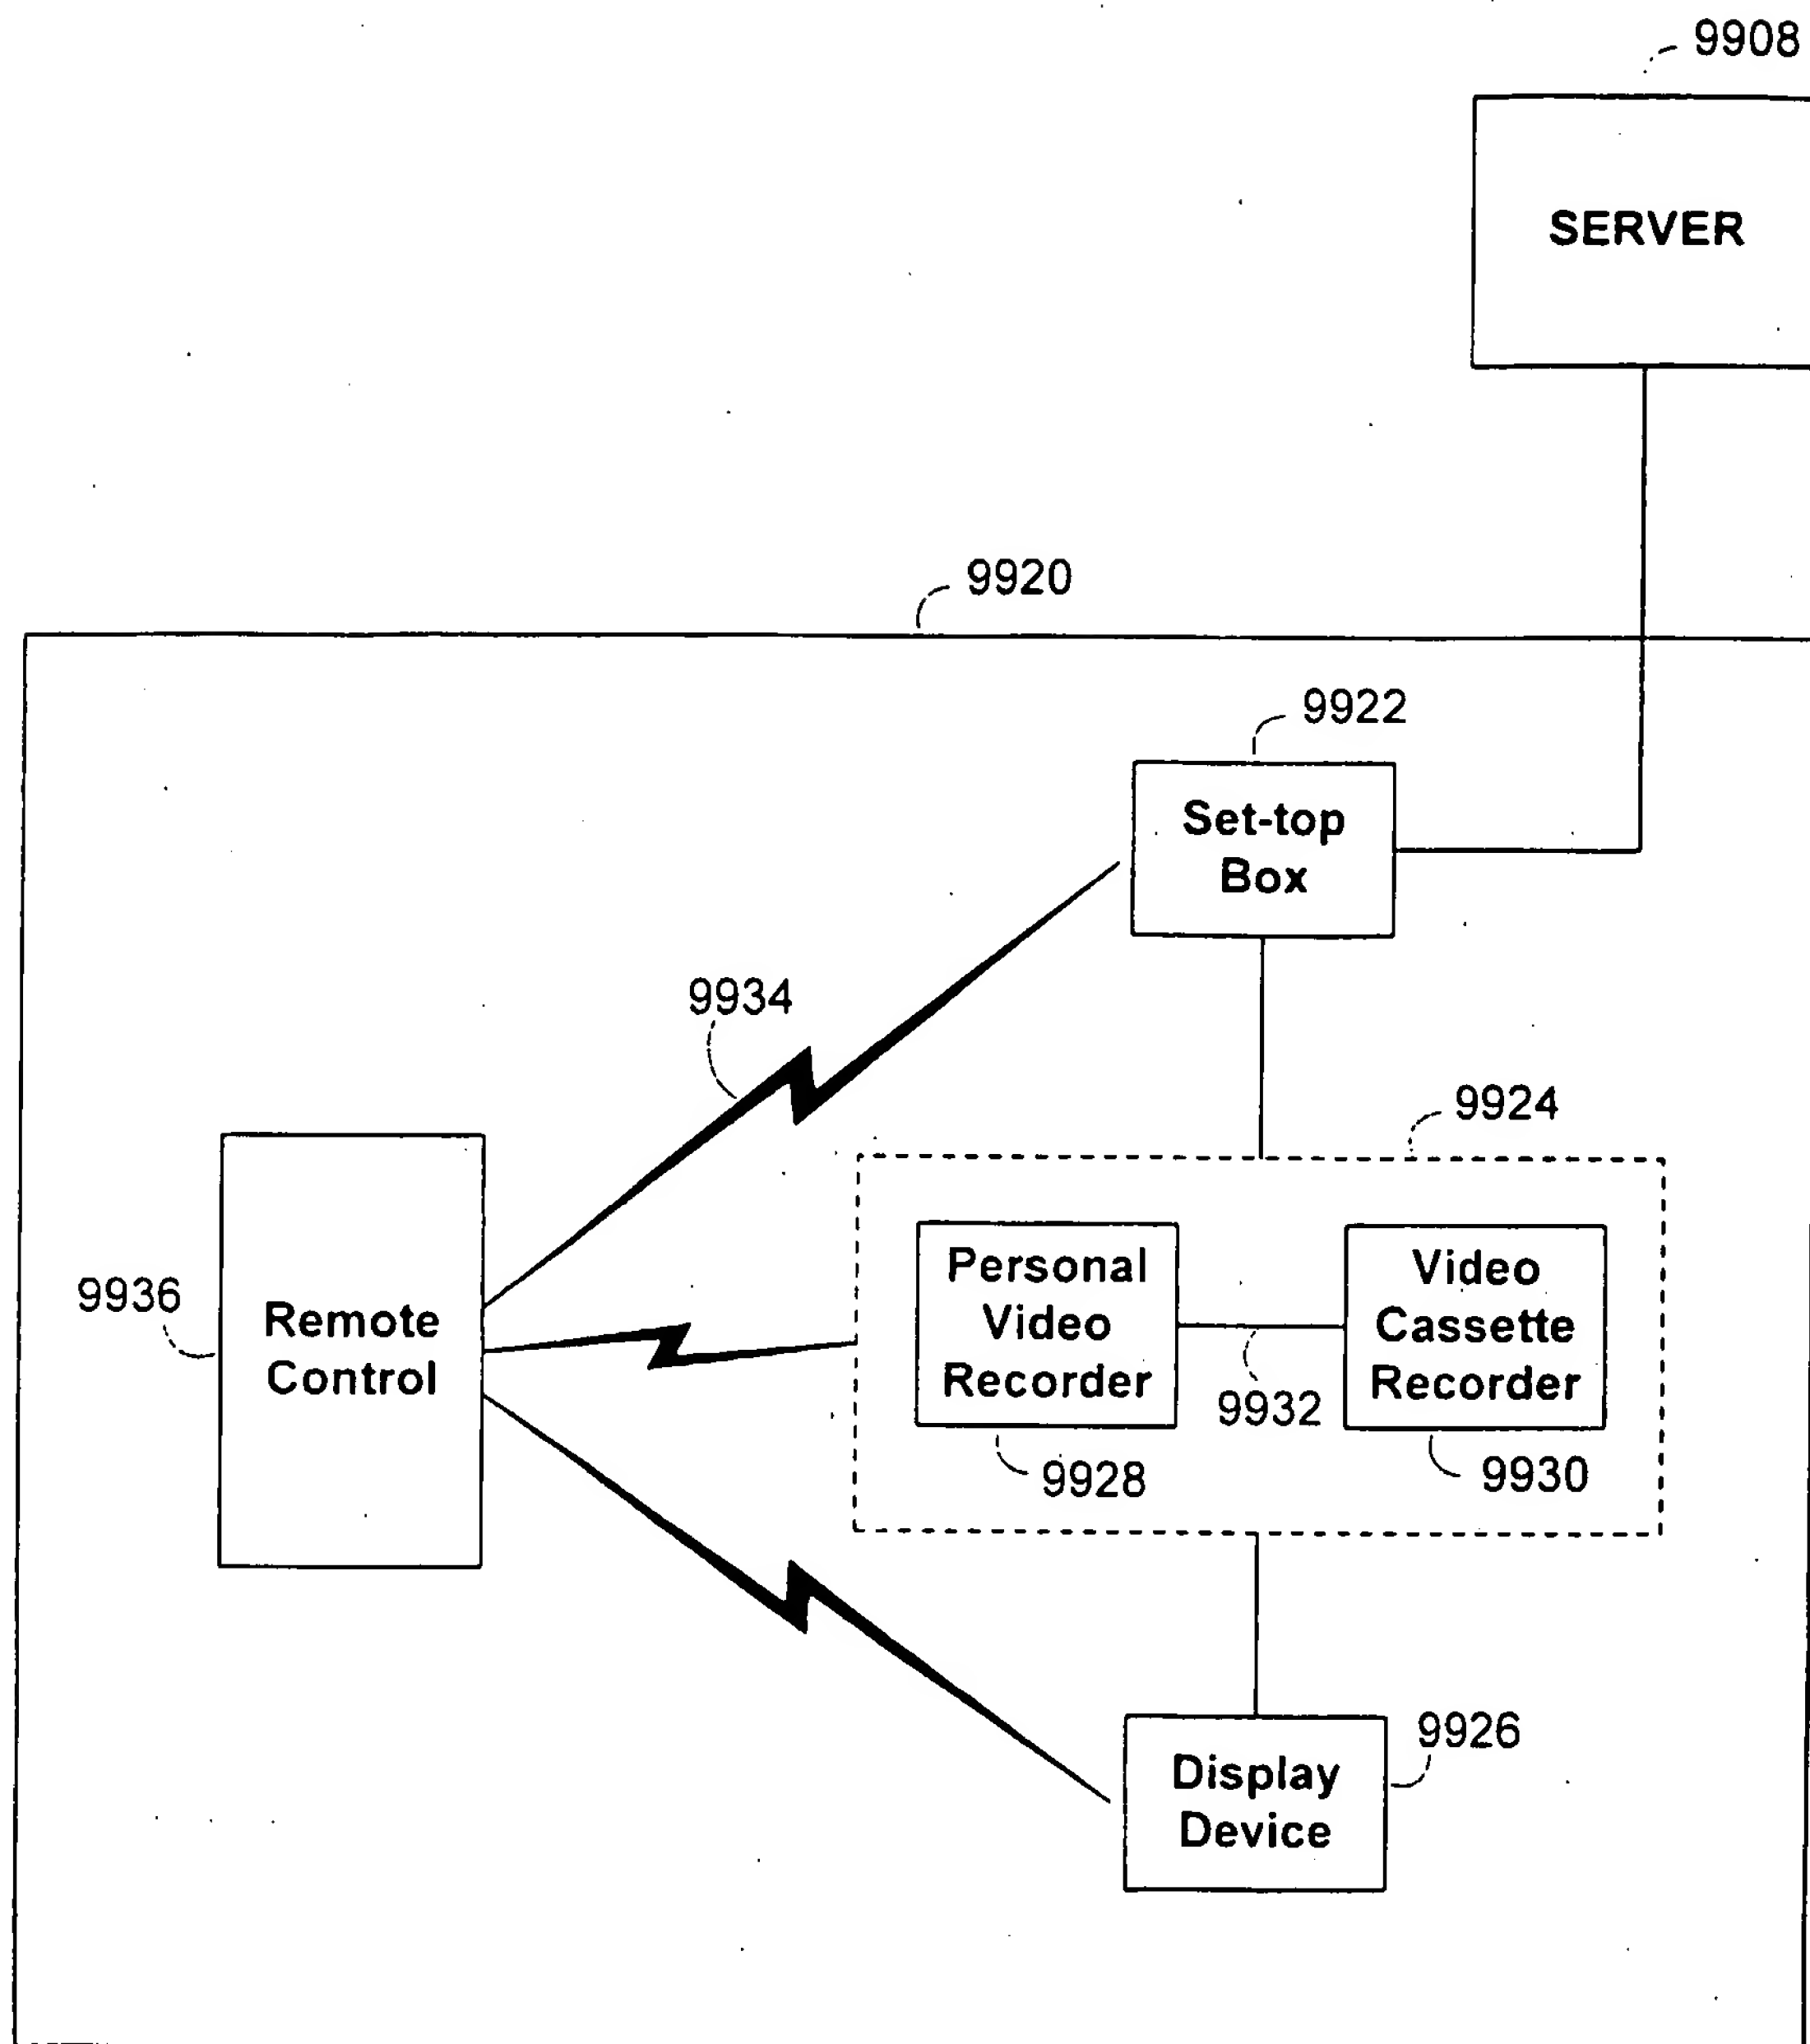 9908
SERVER
9920
9922
Set-top
Box
9934
9924
9936
Remote
Control
Personal
Video
Recorder
9932
Video
Cassette
Recorder
9928
9930
9926
Display
Device